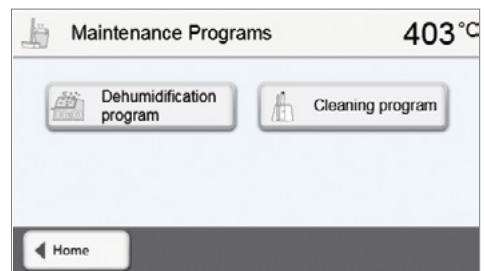 Maintenance Programs 403°C
Dehumidification
program
Cleaning program
Home